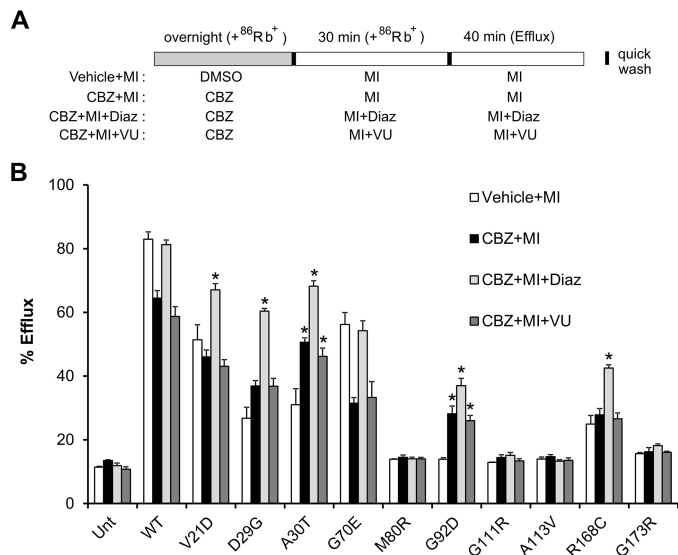 A
overnight (+86Rb+) 30 min (+86Rb+) 40 min (Efflux)
quick wash
Vehicle+MI : DMSO MI MI
CBZ+MI : CBZ MI MI
CBZ+MI+Diaz : CBZ MI+Diaz MI+Diaz
CBZ+MI+VU : CBZ MI+VU MI+VU
B
% Efflux
100
80
60
40
20
0
Vehicle+MI
CBZ+MI
CBZ+MI+Diaz
CBZ+MI+VU
* * * * * * * * *
Unt WT V21D D29G A30T G70E M80R G92D G111R A113V R168C G173R